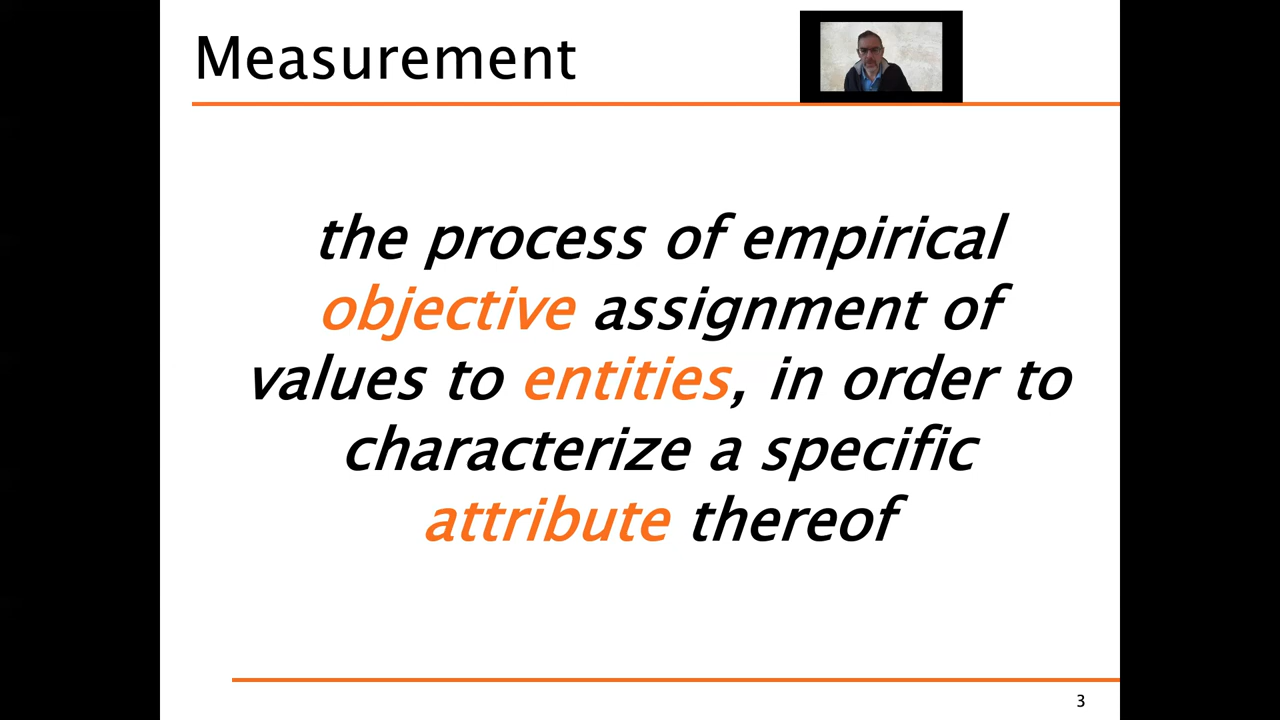 Measurement
the process of empirical
objective assignment of
values to entities, in order to
characterize a specific
attribute thereof
3